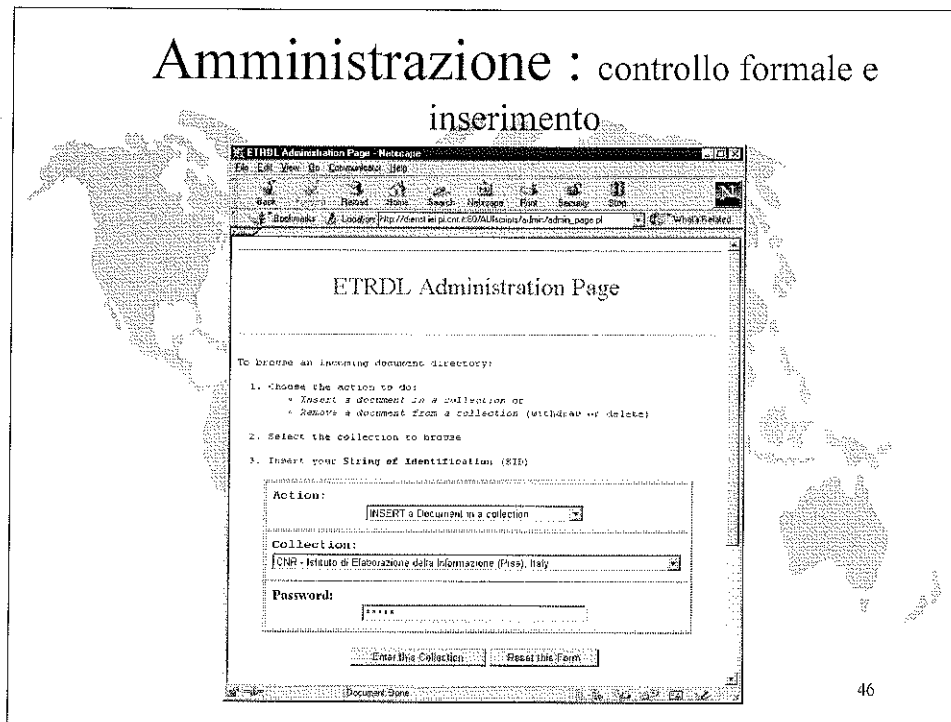 Amministrazione : controllo formale e
inserimento
ETRDL Administration Page - Netscape
File Edit View Go Communicator Help
Back Reload Home Search Netscape Print Security Stop
Bookmarks Location: What's Related
ETRDL Administration Page
To browse an incoming document directory:
1. Choose the action to do:
Insert a document in a collection or
Remove a document from a collection (withdraw or delete)
2. Select the collection to browse
3. Insert your String of Identification (SID)
Action:
INSERT a Document in a collection
Collection:
CNR - Istituto di Elaborazione della Informazione (Pisa), Italy
Password:
*****
Enter this Collection Reset this Form
Document: Done
46